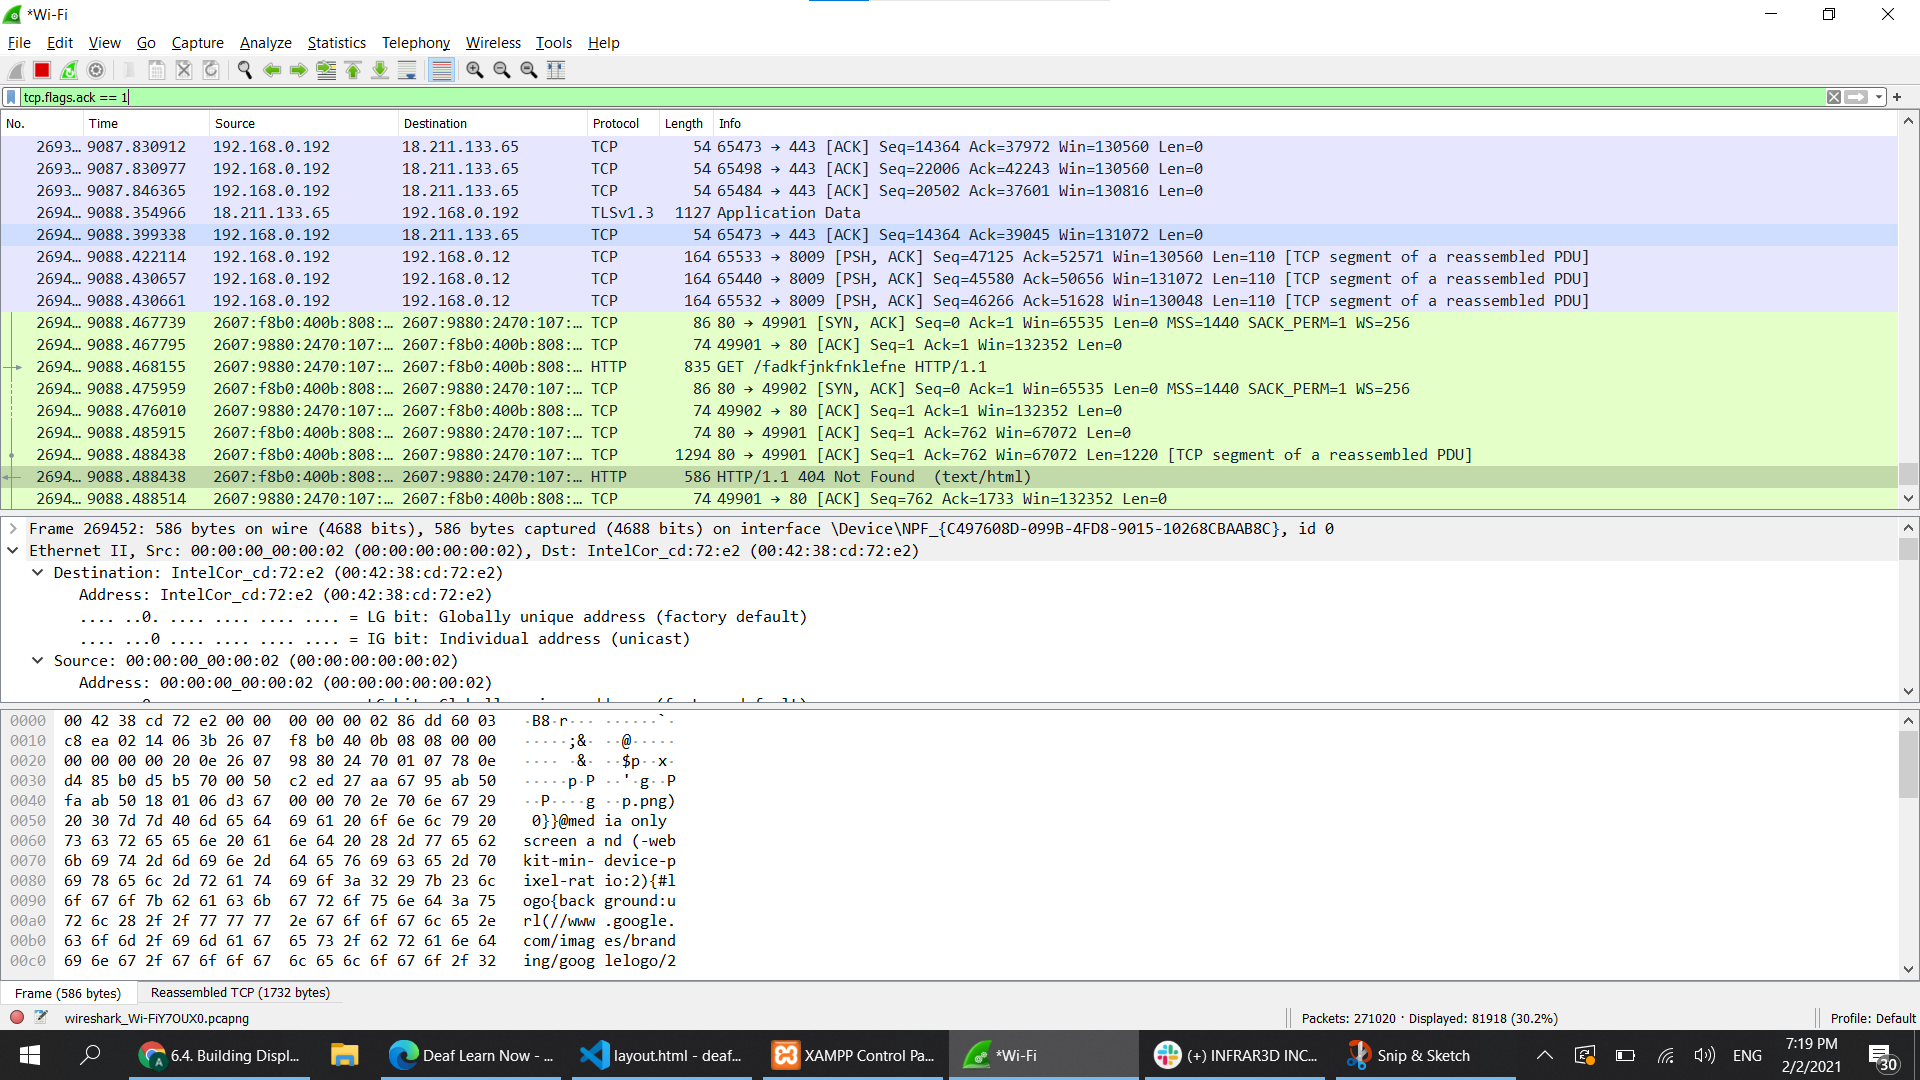 *Wi-Fi
File Edit View Go Capture Analyze Statistics Telephony Wireless Tools Help
tcp.flags.ack == 1
No. Time Source Destination Protocol Length Info
2693… 9087.830912 192.168.0.192 18.211.133.65 TCP 54 65473 → 443 [ACK] Seq=14364 Ack=37972 Win=130560 Len=0
2693… 9087.830977 192.168.0.192 18.211.133.65 TCP 54 65498 → 443 [ACK] Seq=22006 Ack=42243 Win=130560 Len=0
2693… 9087.846365 192.168.0.192 18.211.133.65 TCP 54 65484 → 443 [ACK] Seq=20502 Ack=37601 Win=130816 Len=0
2694… 9088.354966 18.211.133.65 192.168.0.192 TLSv1.3 1127 Application Data
2694… 9088.399338 192.168.0.192 18.211.133.65 TCP 54 65473 → 443 [ACK] Seq=14364 Ack=39045 Win=131072 Len=0
2694… 9088.422114 192.168.0.192 192.168.0.12 TCP 164 65533 → 8009 [PSH, ACK] Seq=47125 Ack=52571 Win=130560 Len=110 [TCP segment of a reassembled PDU]
2694… 9088.430657 192.168.0.192 192.168.0.12 TCP 164 65440 → 8009 [PSH, ACK] Seq=45580 Ack=50656 Win=131072 Len=110 [TCP segment of a reassembled PDU]
2694… 9088.430661 192.168.0.192 192.168.0.12 TCP 164 65532 → 8009 [PSH, ACK] Seq=46266 Ack=51628 Win=130048 Len=110 [TCP segment of a reassembled PDU]
2694… 9088.467739 2607:f8b0:400b:808:… 2607:9880:2470:107:… TCP 86 80 → 49901 [SYN, ACK] Seq=0 Ack=1 Win=65535 Len=0 MSS=1440 SACK_PERM=1 WS=256
2694… 9088.467795 2607:9880:2470:107:… 2607:f8b0:400b:808:… TCP 74 49901 → 80 [ACK] Seq=1 Ack=1 Win=132352 Len=0
2694… 9088.468155 2607:9880:2470:107:… 2607:f8b0:400b:808:… HTTP 835 GET /fadkfjnkfnklefne HTTP/1.1
2694… 9088.475959 2607:f8b0:400b:808:… 2607:9880:2470:107:… TCP 86 80 → 49902 [SYN, ACK] Seq=0 Ack=1 Win=65535 Len=0 MSS=1440 SACK_PERM=1 WS=256
2694… 9088.476010 2607:9880:2470:107:… 2607:f8b0:400b:808:… TCP 74 49902 → 80 [ACK] Seq=1 Ack=1 Win=132352 Len=0
2694… 9088.485915 2607:f8b0:400b:808:… 2607:9880:2470:107:… TCP 74 80 → 49901 [ACK] Seq=1 Ack=762 Win=67072 Len=0
2694… 9088.488438 2607:f8b0:400b:808:… 2607:9880:2470:107:… TCP 1294 80 → 49901 [ACK] Seq=1 Ack=762 Win=67072 Len=1220 [TCP segment of a reassembled PDU]
2694… 9088.488438 2607:f8b0:400b:808:… 2607:9880:2470:107:… HTTP 586 HTTP/1.1 404 Not Found (text/html)
2694… 9088.488514 2607:9880:2470:107:… 2607:f8b0:400b:808:… TCP 74 49901 → 80 [ACK] Seq=762 Ack=1733 Win=132352 Len=0
Frame 269452: 586 bytes on wire (4688 bits), 586 bytes captured (4688 bits) on interface \Device\NPF_{C497608D-099B-4FD8-9015-10268CBAAB8C}, id 0
Ethernet II, Src: 00:00:00_00:00:02 (00:00:00:00:00:02), Dst: IntelCor_cd:72:e2 (00:42:38:cd:72:e2)
Destination: IntelCor_cd:72:e2 (00:42:38:cd:72:e2)
Address: IntelCor_cd:72:e2 (00:42:38:cd:72:e2)
.... ..0. .... .... .... .... = LG bit: Globally unique address (factory default)
.... ...0 .... .... .... .... = IG bit: Individual address (unicast)
Source: 00:00:00_00:00:02 (00:00:00:00:00:02)
Address: 00:00:00_00:00:02 (00:00:00:00:00:02)
0000 00 42 38 cd 72 e2 00 00 00 00 00 02 86 dd 60 03 ·B8·r··· ······`·
0010 c8 ea 02 14 06 3b 26 07 f8 b0 40 0b 08 08 00 00 ·····;&· ··@·····
0020 00 00 00 00 20 0e 26 07 98 80 24 70 01 07 78 0e ···· ·&· ··$p··x·
0030 d4 85 b0 d5 b5 70 00 50 c2 ed 27 aa 67 95 ab 50 ·····p·P ··'·g··P
0040 fa ab 50 18 01 06 d3 67 00 00 70 2e 70 6e 67 29 ··P····g ··p.png)
0050 20 30 7d 7d 40 6d 65 64 69 61 20 6f 6e 6c 79 20 0}}@med ia only
0060 73 63 72 65 65 6e 20 61 6e 64 20 28 2d 77 65 62 screen a nd (-web
0070 6b 69 74 2d 6d 69 6e 2d 64 65 76 69 63 65 2d 70 kit-min- device-p
0080 69 78 65 6c 2d 72 61 74 69 6f 3a 32 29 7b 23 6c ixel-rat io:2){#l
0090 6f 67 6f 7b 62 61 63 6b 67 72 6f 75 6e 64 3a 75 ogo{back ground:u
00a0 72 6c 28 2f 2f 77 77 77 2e 67 6f 6f 67 6c 65 2e rl(//www .google.
00b0 63 6f 6d 2f 69 6d 61 67 65 73 2f 62 72 61 6e 64 com/imag es/brand
00c0 69 6e 67 2f 67 6f 6f 67 6c 65 6c 6f 67 6f 2f 32 ing/goog lelogo/2
Frame (586 bytes) Reassembled TCP (1732 bytes)
wireshark_Wi-FiY7OUX0.pcapng Packets: 271020 · Displayed: 81918 (30.2%) Profile: Default
6.4. Building Displ... Deaf Learn Now - ... layout.html - deaf... XAMPP Control Pa... *Wi-Fi (+) INFRAR3D INC... Snip & Sketch ENG 7:19 PM
2/2/2021 30